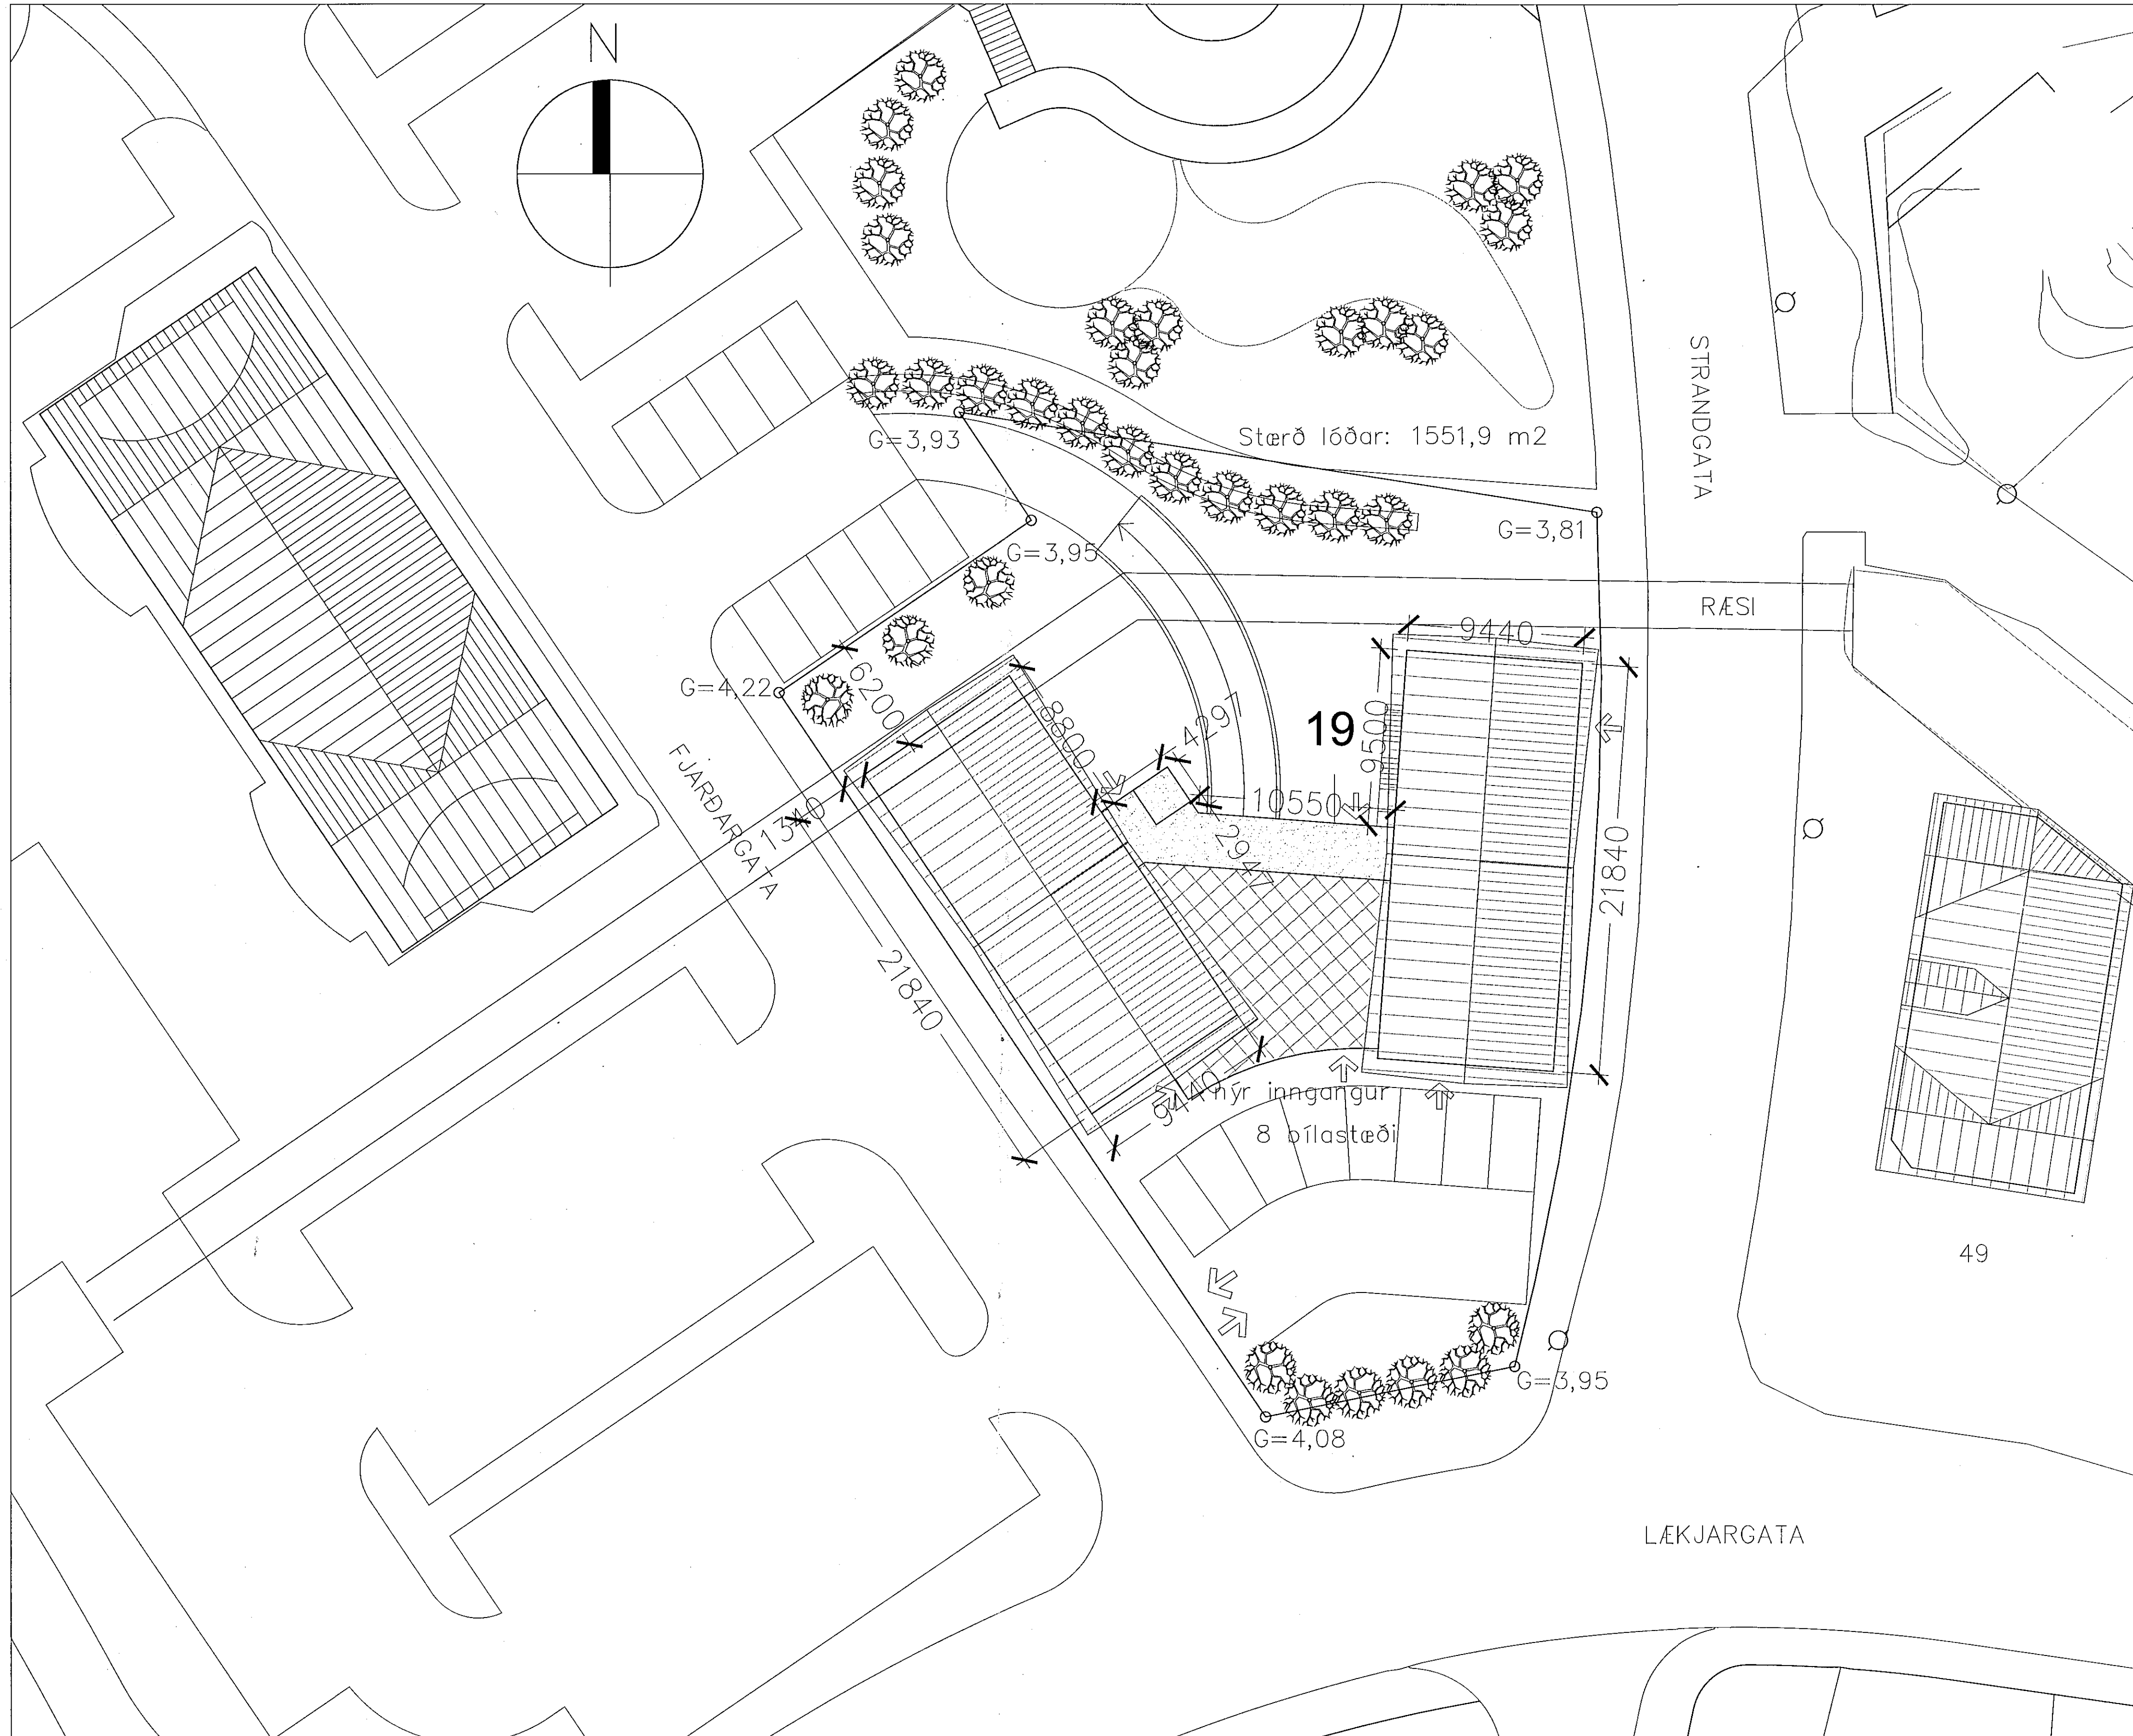 N
STRANDGATA
G=3,93
Stærð lóðar: 1551,9 m2
G=3,81
G=3,95
RÆSI
9440
G=4,22
6200
8800
4297
19
9500
FJARÐARGATA
1340
10550
2947
21840
21840
9440
nýr inngangur
8 bílastæði
49
G=3,95
G=4,08
LÆKJARGATA